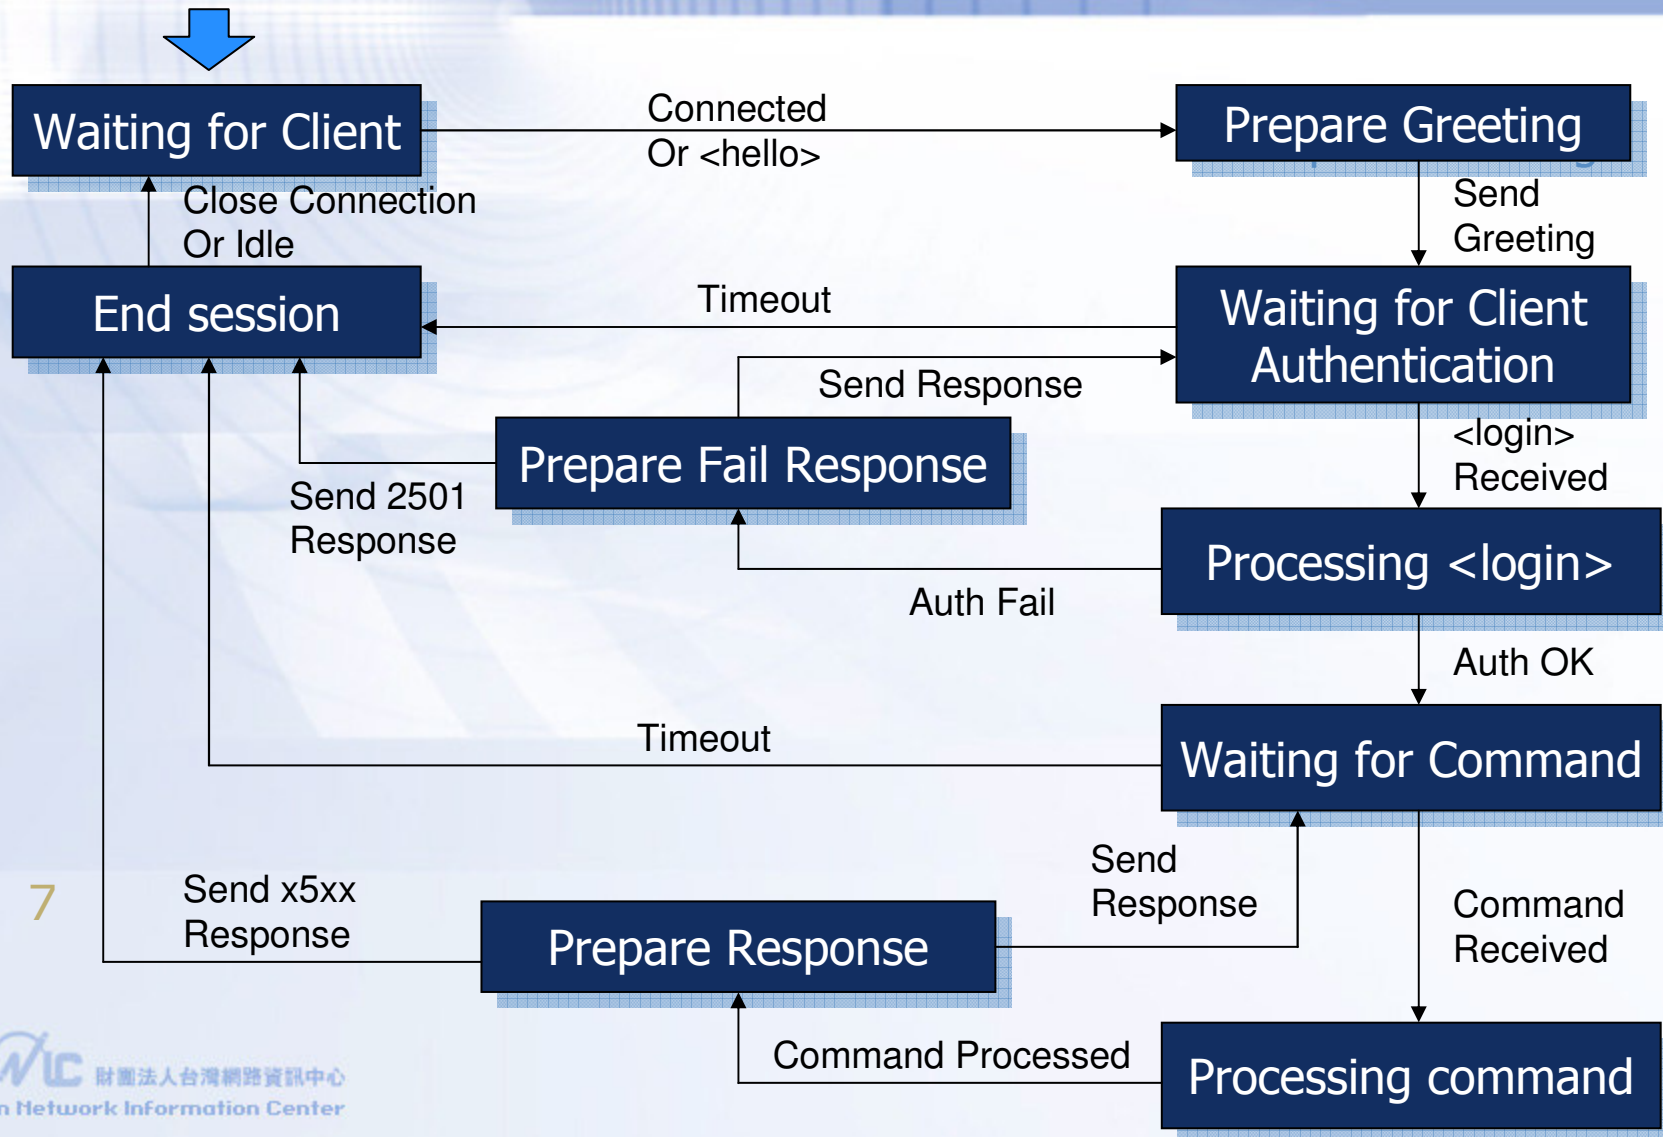 Waiting for Client
Connected
Or <hello>
Prepare Greeting
Close Connection
Or Idle
Send
Greeting
End session
Timeout
Waiting for Client
Authentication
Send Response
<login>
Received
Prepare Fail Response
Send 2501
Response
Processing <login>
Auth Fail
Auth OK
Timeout
Waiting for Command
Send
Response
7
Send x5xx
Response
Command
Received
Prepare Response
Command Processed
Processing command
財團法人台灣網路資訊中心
n Network Information Center